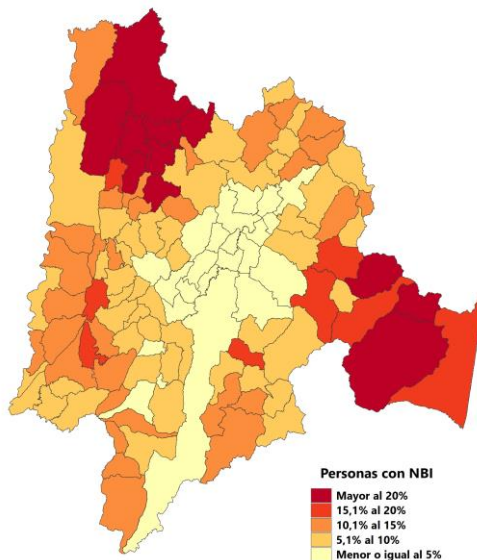 Personas con NBI
Mayor al 20%
15,1% al 20%
10,1% al 15%
5,1% al 10%
Menor o igual al 5%